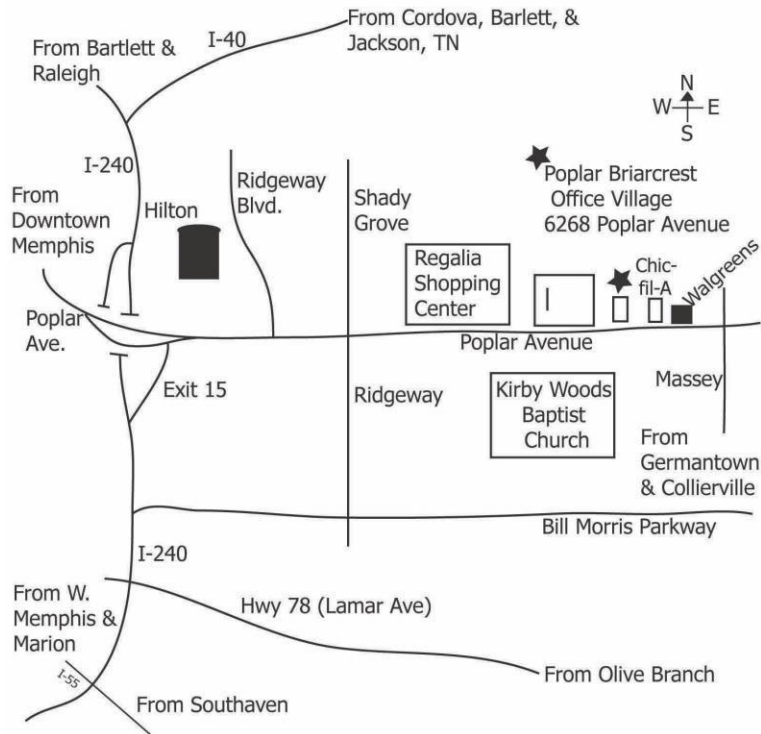 From Cordova, Barlett, &
Jackson, TN
I-40
From Bartlett &
Raleigh
N
W E
S
I-240
From
Downtown
Memphis
Hilton
Ridgeway
Blvd.
Shady
Grove
Poplar Briarcrest
Office Village
6268 Poplar Avenue
Regalia
Shopping
Center
Chic-
fil-A
Walgreens
Poplar
Ave.
Poplar Avenue
Exit 15
Ridgeway
Kirby Woods
Baptist
Church
Massey
From
Germantown
& Collierville
Bill Morris Parkway
I-240
From W.
Memphis &
Marion
Hwy 78 (Lamar Ave)
I-55
From Southaven
From Olive Branch